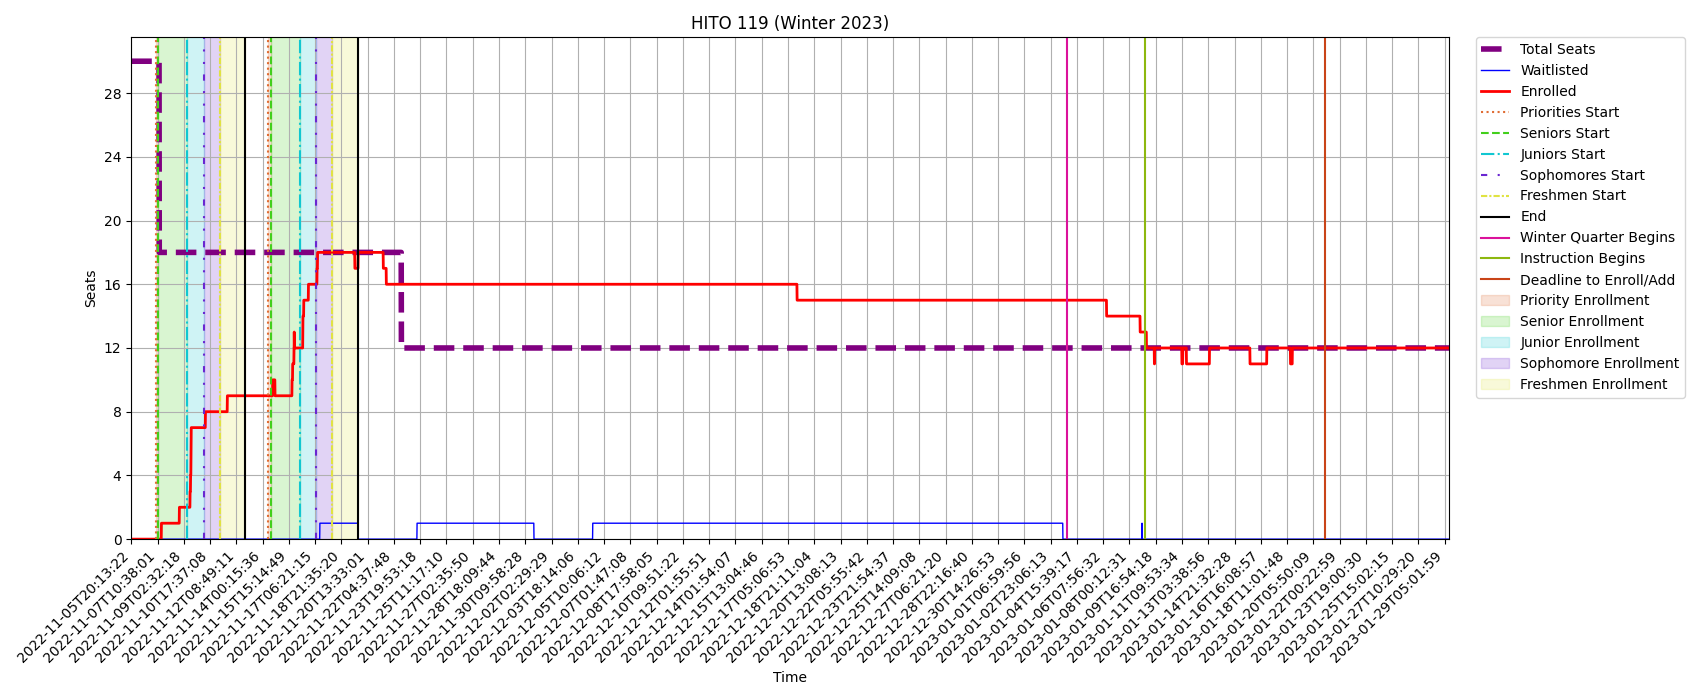 HITO 119 (Winter 2023)
Seats
28
24
20
16
12
8
4
0
2022-11-05T20:13:22
2022-11-07T10:38:01
2022-11-09T02:32:18
2022-11-10T17:37:08
2022-11-12T08:49:11
2022-11-14T00:15:36
2022-11-15T15:14:49
2022-11-17T06:21:15
2022-11-18T21:35:20
2022-11-20T13:33:01
2022-11-22T04:37:48
2022-11-23T19:53:18
2022-11-25T11:17:10
2022-11-27T02:35:50
2022-11-28T18:09:44
2022-11-30T09:58:28
2022-12-02T02:29:29
2022-12-03T18:14:06
2022-12-05T10:06:12
2022-12-07T01:47:08
2022-12-08T17:58:05
2022-12-10T09:51:22
2022-12-12T01:55:51
2022-12-14T01:54:07
2022-12-15T13:04:46
2022-12-17T05:06:53
2022-12-18T21:11:04
2022-12-20T13:08:13
2022-12-22T05:55:42
2022-12-23T21:54:37
2022-12-25T14:09:08
2022-12-27T06:21:20
2022-12-28T22:16:40
2022-12-30T14:26:53
2023-01-01T06:59:56
2023-01-02T23:06:13
2023-01-04T15:39:17
2023-01-06T07:56:32
2023-01-08T00:12:31
2023-01-09T16:54:18
2023-01-11T09:53:34
2023-01-13T03:38:56
2023-01-14T21:32:28
2023-01-16T16:08:57
2023-01-18T11:01:48
2023-01-20T05:50:09
2023-01-22T00:22:59
2023-01-23T19:00:30
2023-01-25T15:02:15
2023-01-27T10:29:20
2023-01-29T05:01:59
Time
Total Seats
Waitlisted
Enrolled
Priorities Start
Seniors Start
Juniors Start
Sophomores Start
Freshmen Start
End
Winter Quarter Begins
Instruction Begins
Deadline to Enroll/Add
Priority Enrollment
Senior Enrollment
Junior Enrollment
Sophomore Enrollment
Freshmen Enrollment